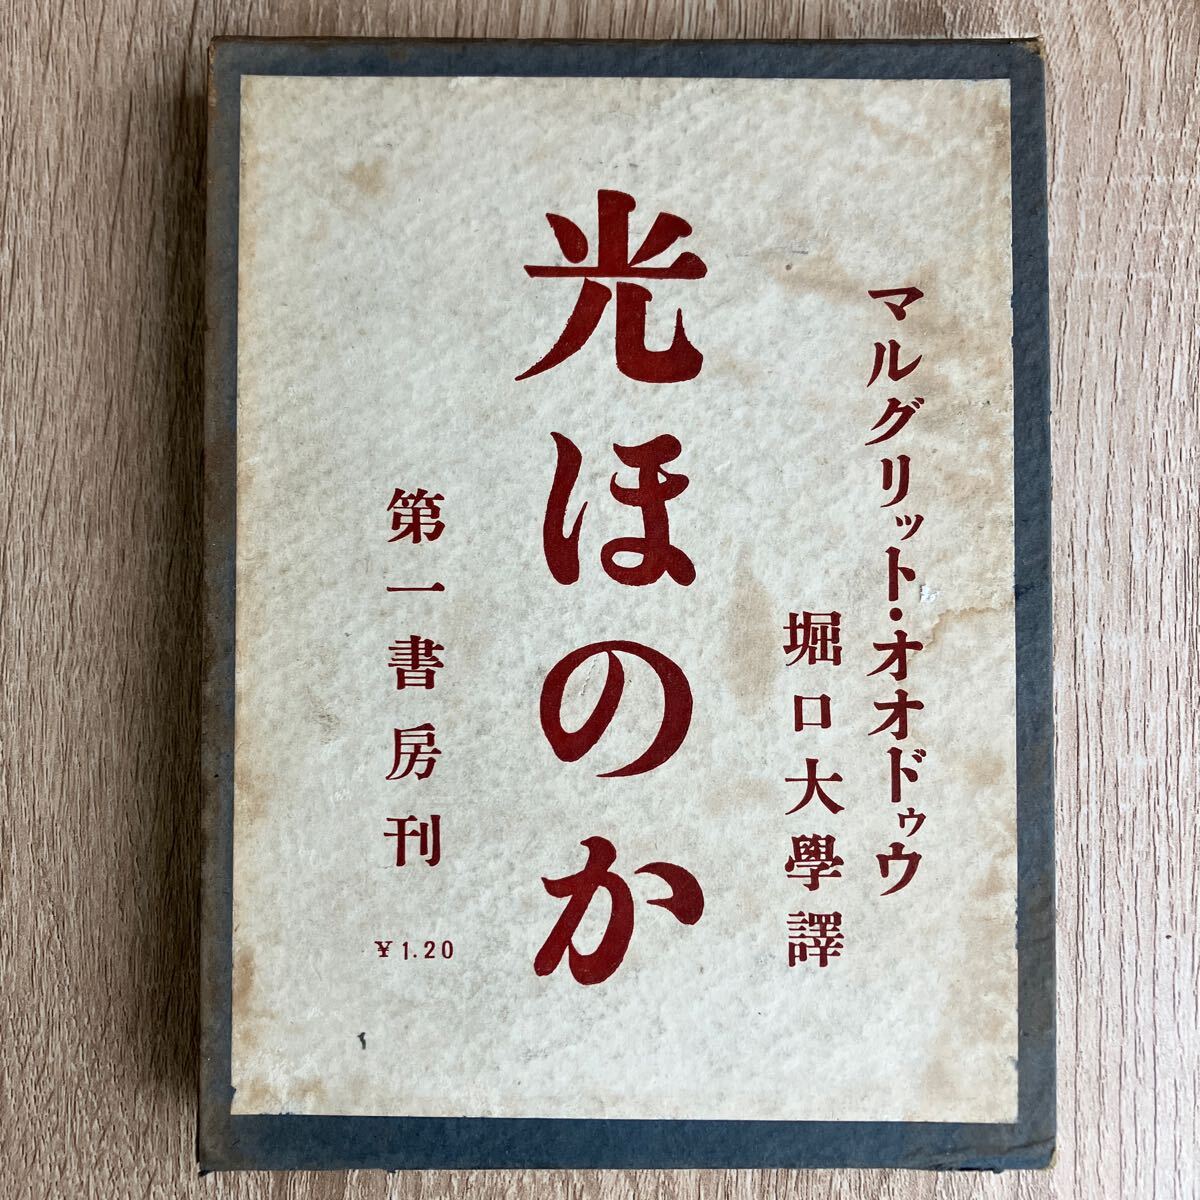 マルグリット・オオドゥウ
堀口大學譯
光ほのか
第一書房刊
¥1.20